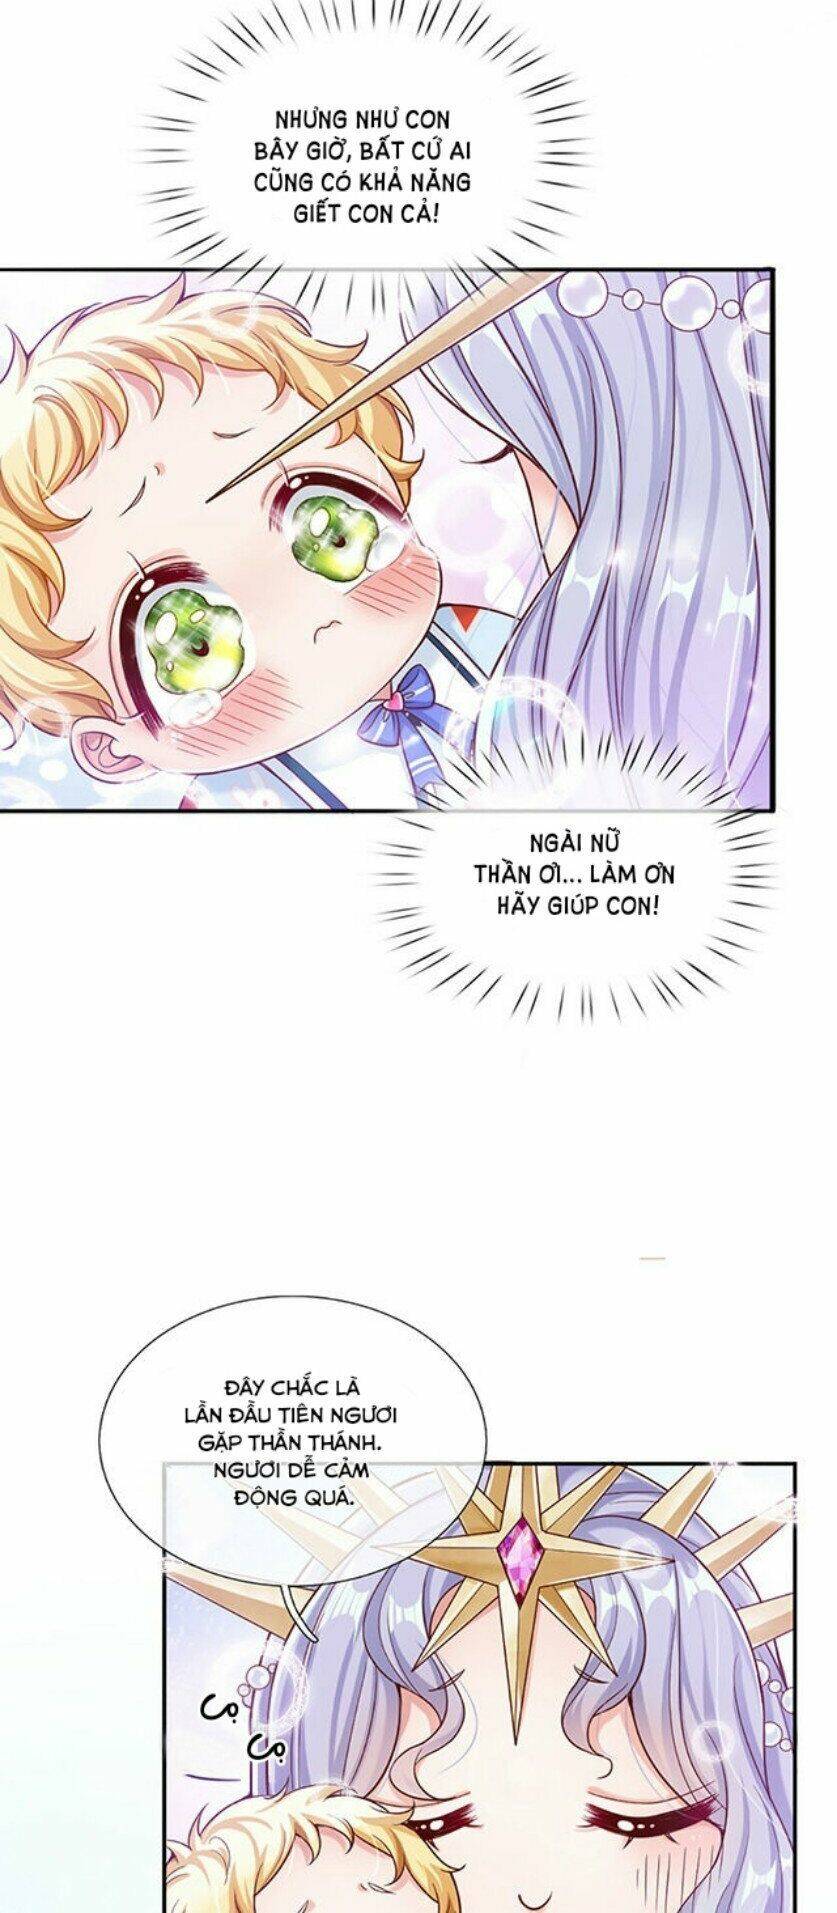 NHƯNG NHƯ CON
BÂY GIỜ, BẤT CỨ AI
CŨNG CÓ KHẢ NĂNG
GIẾT CON CẢ!
NGÀI NỮ
THẦN ƠI... LÀM ƠN
HÃY GIÚP CON!
ĐÂY CHẮC LÀ
LẦN ĐẦU TIÊN NGƯƠI
GẶP THẦN THÁNH.
NGƯƠI DỄ CẢM
ĐỘNG QUÁ.
CỌ
CỌ